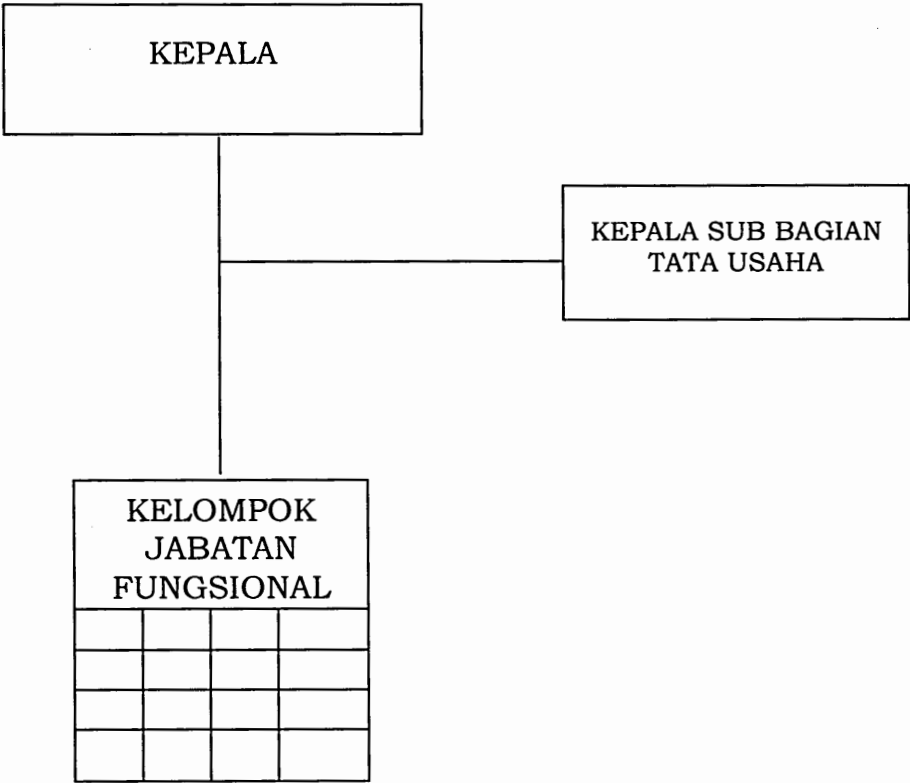 KEPALA
KEPALA SUB BAGIAN
TATA USAHA
KELOMPOK
JABATAN
FUNGSIONAL